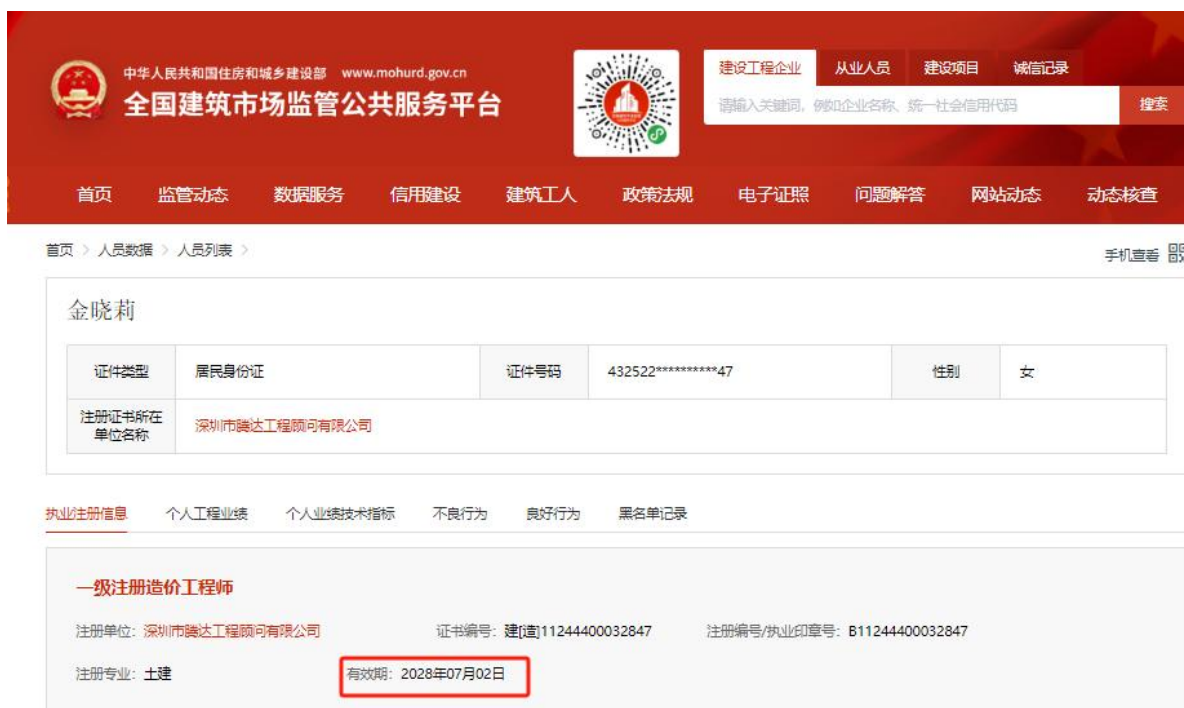 中华人民共和国住房和城乡建设部 www.mohurd.gov.cn
全国建筑市场监管公共服务平台
建设工程企业 从业人员 建设项目 诚信记录
请输入关键词，例如企业名称、统一社会信用代码 搜索
首页 监管动态 数据服务 信用建设 建筑工人 政策法规 电子证照 问题解答 网站动态 动态核查
首页 > 人员数据 > 人员列表 >
手机查看
金晓莉
证件类型 居民身份证 证件号码 432522**********47 性别 女
注册证书所在
单位名称
深圳市腾达工程顾问有限公司
执业注册信息 个人工程业绩 个人业绩技术指标 不良行为 良好行为 黑名单记录
一级注册造价工程师
注册单位：深圳市腾达工程顾问有限公司 证书编号：建[造]11244400032847 注册编号/执业印章号：B11244400032847
注册专业：土建 有效期：2028年07月02日